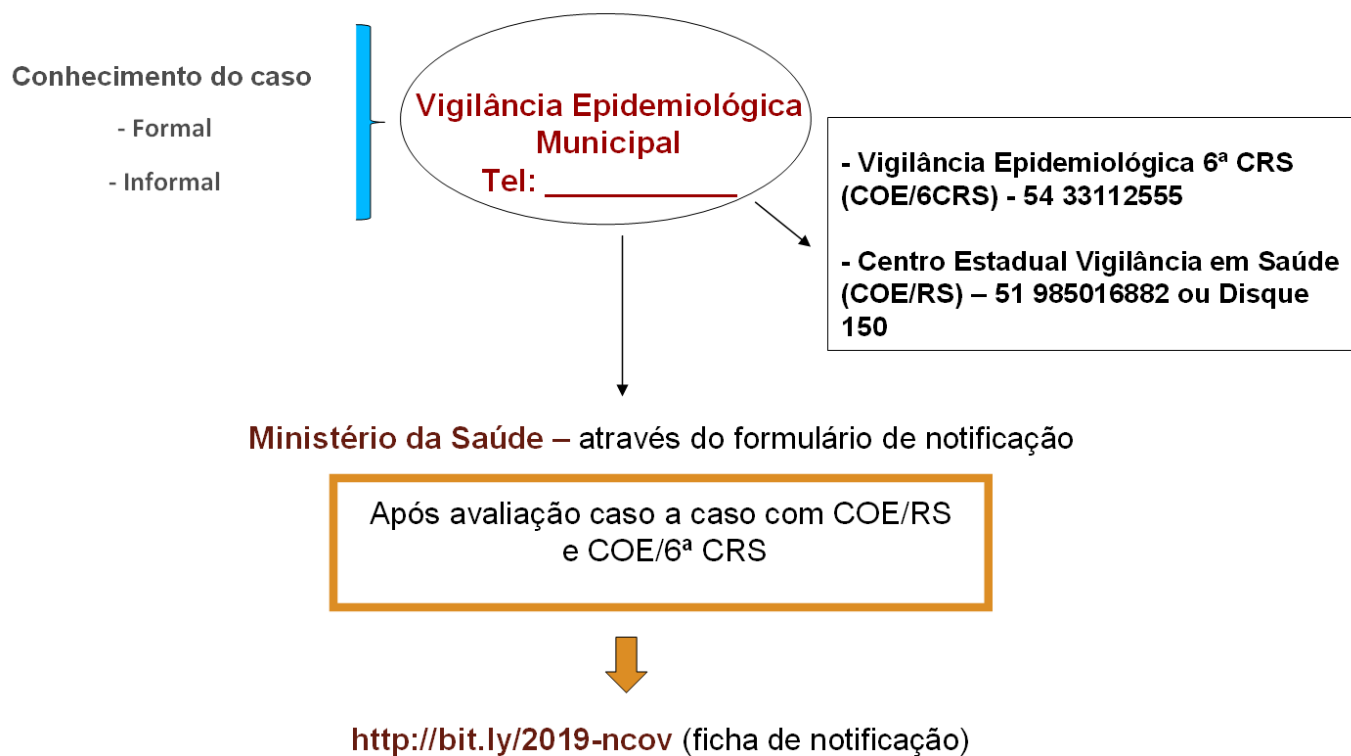 Conhecimento do caso
- Formal
- Informal
Vigilância Epidemiológica
Municipal
Tel: ____________
- Vigilância Epidemiológica 6ª CRS
(COE/6CRS) - 54 33112555
- Centro Estadual Vigilância em Saúde
(COE/RS) – 51 985016882 ou Disque
150
Ministério da Saúde – através do formulário de notificação
Após avaliação caso a caso com COE/RS
e COE/6ª CRS
http://bit.ly/2019-ncov (ficha de notificação)